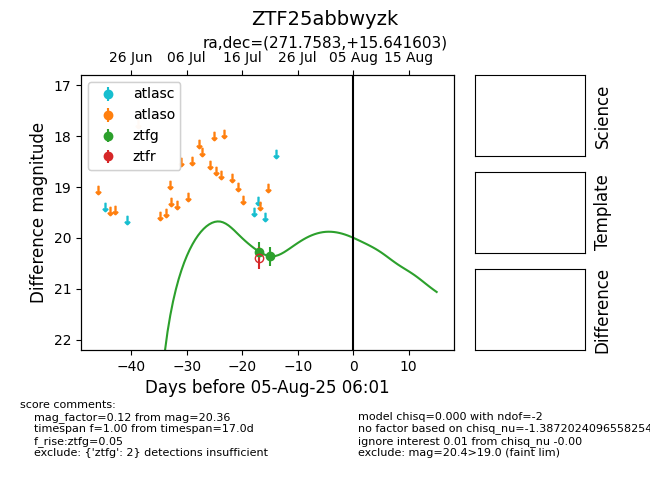 ZTF25abbwyzk
ra,dec=(271.7583,+15.641603)
26 Jun 06 Jul 16 Jul 26 Jul 05 Aug 15 Aug
17
18
19
20
21
22
Difference magnitude
atlasc
atlaso
ztfg
ztfr
−40 −30 −20 −10 0 10
Days before 05-Aug-25 06:01
Science
Template
Difference
score comments:
mag_factor=0.12 from mag=20.36
timespan f=1.00 from timespan=17.0d
f_rise:ztfg=0.05
exclude: {'ztfg': 2} detections insufficient
model chisq=0.000 with ndof=-2
no factor based on chisq_nu=-1.3872024096558254
ignore interest 0.01 from chisq_nu -0.00
exclude: mag=20.4>19.0 (faint lim)